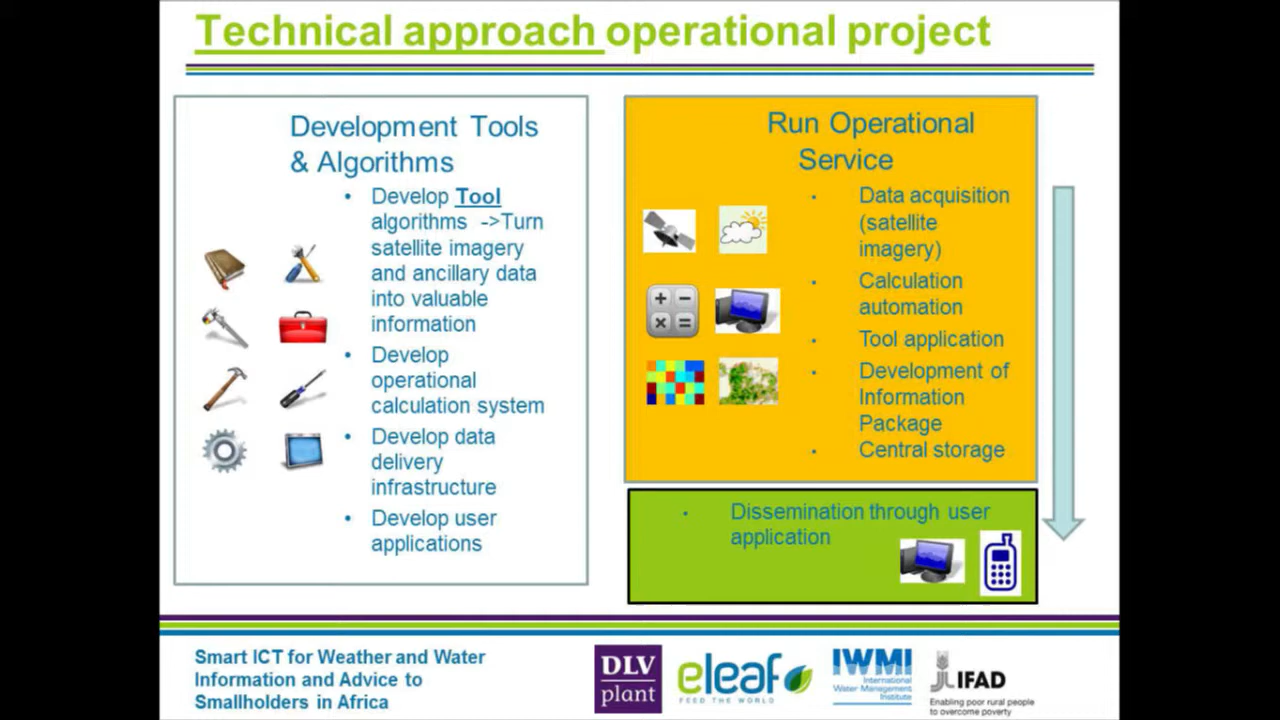 Technical approach operational project
Development Tools
& Algorithms
• Develop Tool
algorithms ->Turn
satellite imagery
and ancillary data
into valuable
information
• Develop
operational
calculation system
• Develop data
delivery
infrastructure
• Develop user
applications
Run Operational
Service
• Data acquisition
(satellite
imagery)
• Calculation
automation
• Tool application
• Development of
Information
Package
• Central storage
• Dissemination through user
application
Smart ICT for Weather and Water
Information and Advice to
Smallholders in Africa
DLV
plant
eleaf
FEED THE WORLD
IWMI
International
Water Management
Institute
IFAD
Enabling poor rural people
to overcome poverty